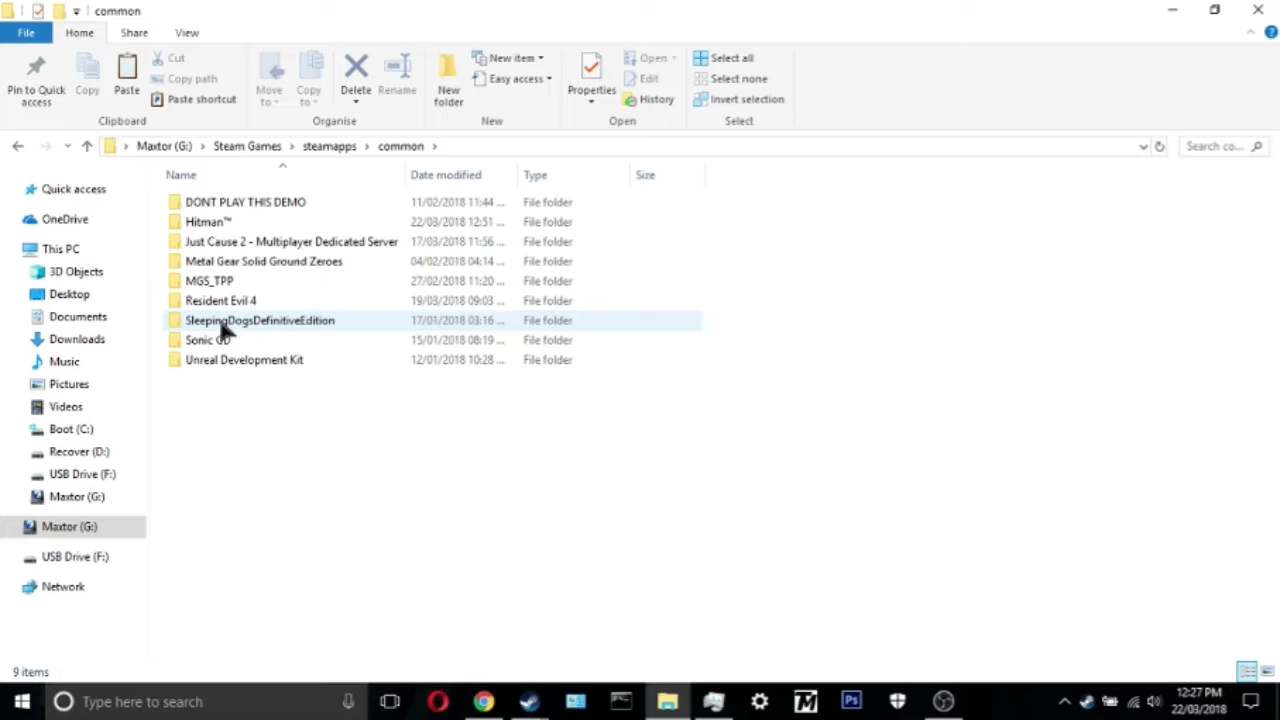 common
File Home Share View
Pin to Quick access
Copy
Paste
Cut
Copy path
Paste shortcut
Clipboard
Move to
Copy to
Delete
Rename
Organise
New folder
New item
Easy access
New
Properties
Open
Edit
History
Open
Select all
Select none
Invert selection
Select
Maxtor (G:) › Steam Games › steamapps › common ›
Search co...
Name Date modified Type Size
DONT PLAY THIS DEMO 11/02/2018 11:44 ... File folder
Hitman™ 22/03/2018 12:51 ... File folder
Just Cause 2 - Multiplayer Dedicated Server 17/03/2018 11:56 ... File folder
Metal Gear Solid Ground Zeroes 04/02/2018 04:14 ... File folder
MGS_TPP 27/02/2018 11:20 ... File folder
Resident Evil 4 19/03/2018 09:03 ... File folder
SleepingDogsDefinitiveEdition 17/01/2018 03:16 ... File folder
Sonic CD 15/01/2018 08:19 ... File folder
Unreal Development Kit 12/01/2018 10:28 ... File folder
Quick access
OneDrive
This PC
3D Objects
Desktop
Documents
Downloads
Music
Pictures
Videos
Boot (C:)
Recover (D:)
USB Drive (F:)
Maxtor (G:)
Maxtor (G:)
USB Drive (F:)
Network
9 items
Type here to search
Ps
12:27 PM
22/03/2018